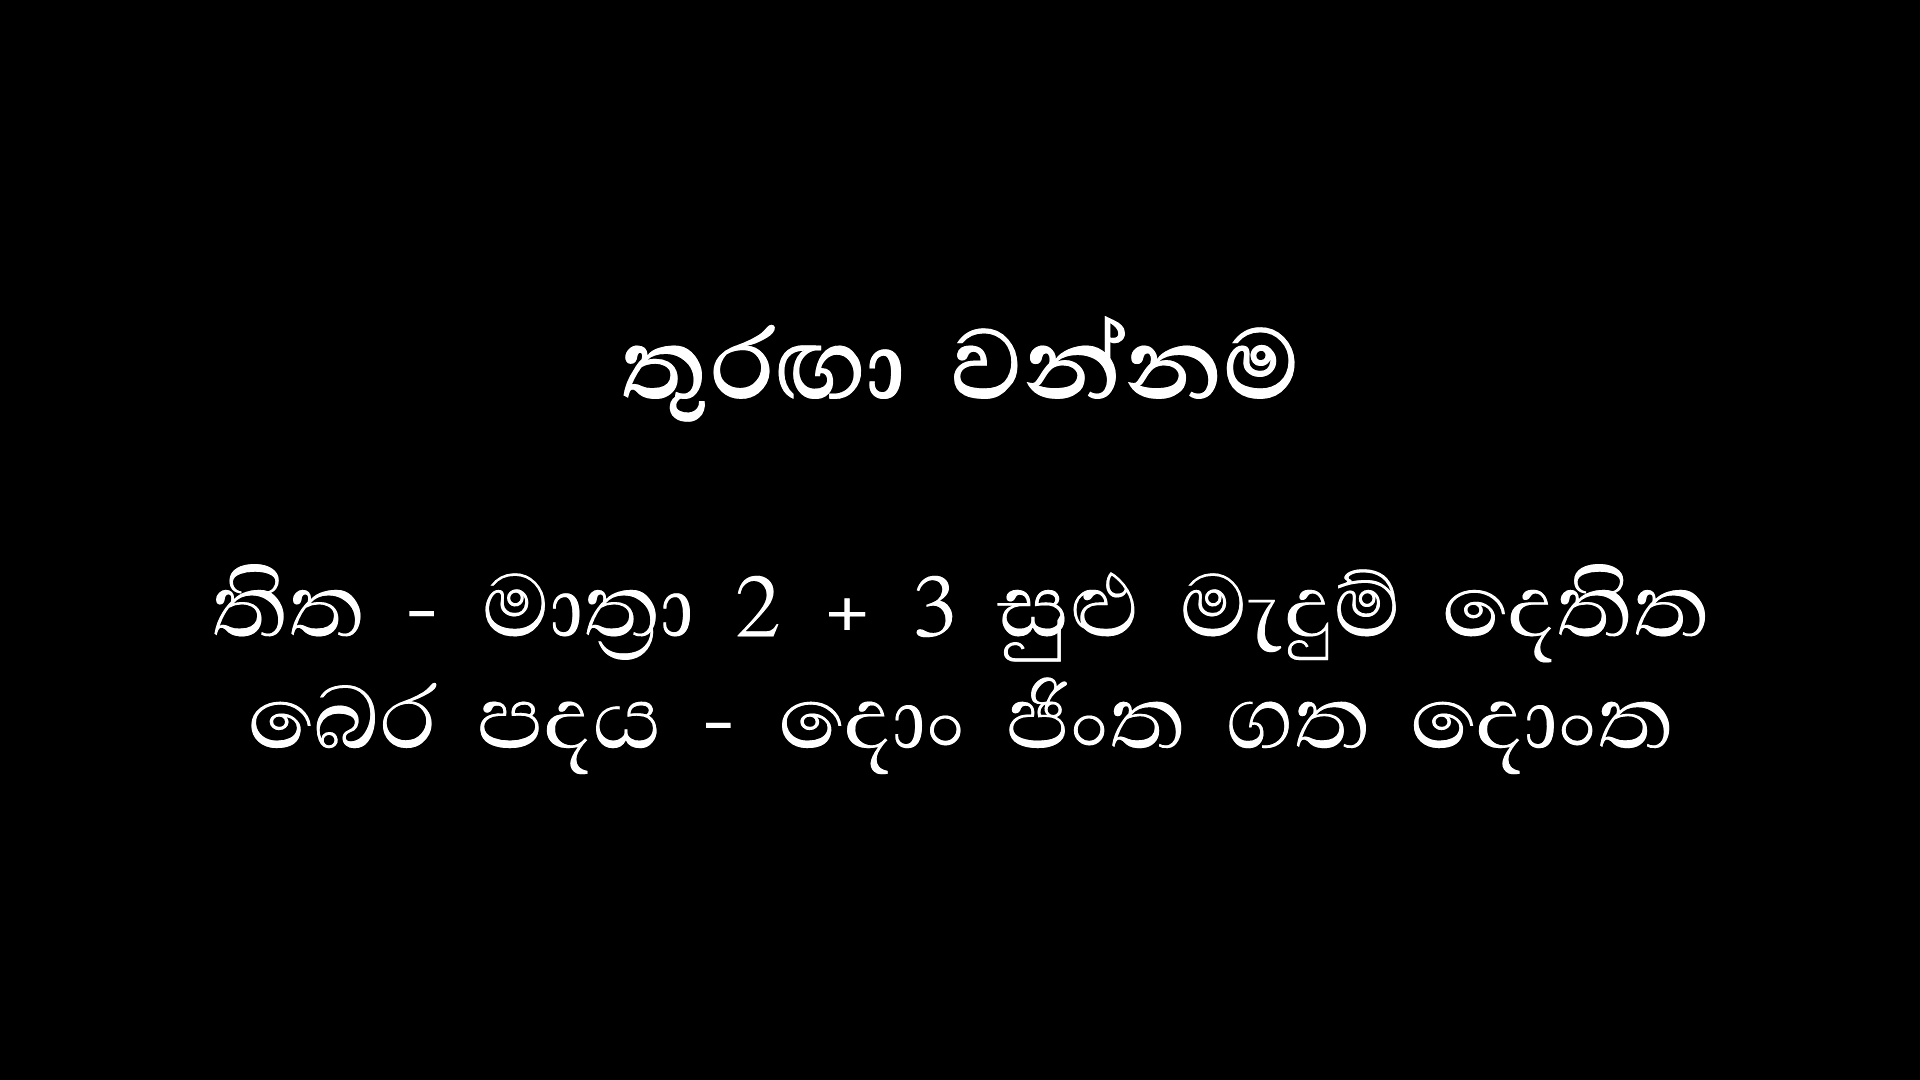 තුරඟා වන්නම
තිත - මාත්‍රා 2 + 3 සුළු මැදුම් දෙතිත
බෙර පදය - දොං ජිංත ගත දොංත